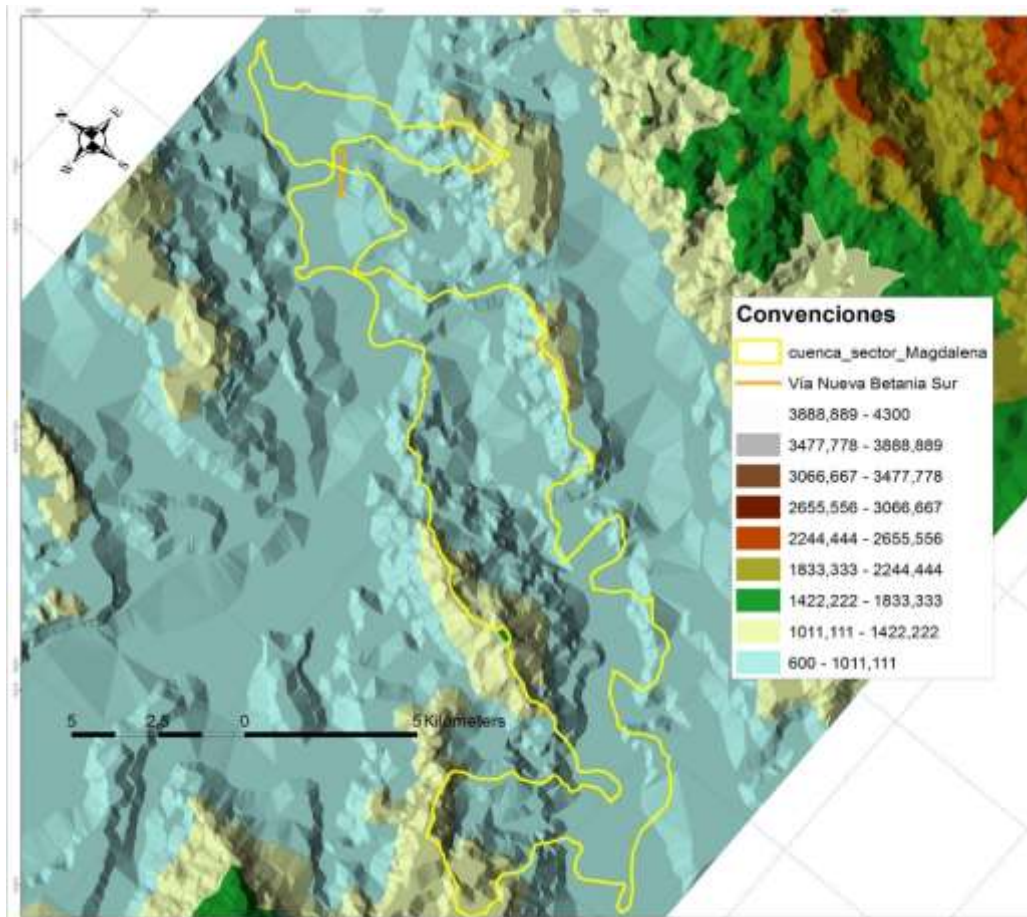 N
E
S
Convenciones
cuenca_sector_Magdalena
Vía Nueva Betania Sur
3888,889 - 4300
3477,778 - 3888,889
3066,667 - 3477,778
2655,556 - 3066,667
2244,444 - 2655,556
1833,333 - 2244,444
1422,222 - 1833,333
1011,111 - 1422,222
600 - 1011,111
5 2,5 0 5 Kilometers